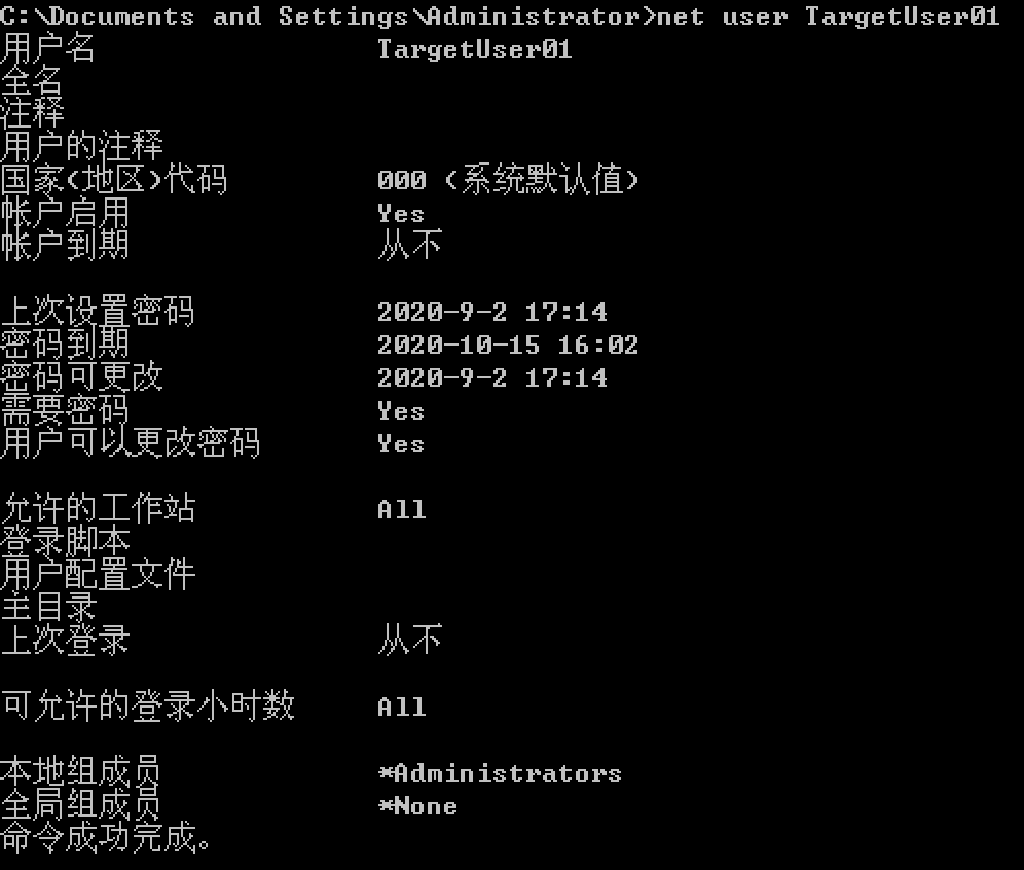 C:\Documents and Settings\Administrator>net user TargetUser01
用户名 TargetUser01
全名
注释
用户的注释
国家(地区)代码 000 (系统默认值)
帐户启用 Yes
帐户到期 从不
上次设置密码 2020-9-2 17:14
密码到期 2020-10-15 16:02
密码可更改 2020-9-2 17:14
需要密码 Yes
用户可以更改密码 Yes
允许的工作站 All
登录脚本
用户配置文件
主目录
上次登录 从不
可允许的登录小时数 All
本地组成员 *Administrators
全局组成员 *None
命令成功完成。